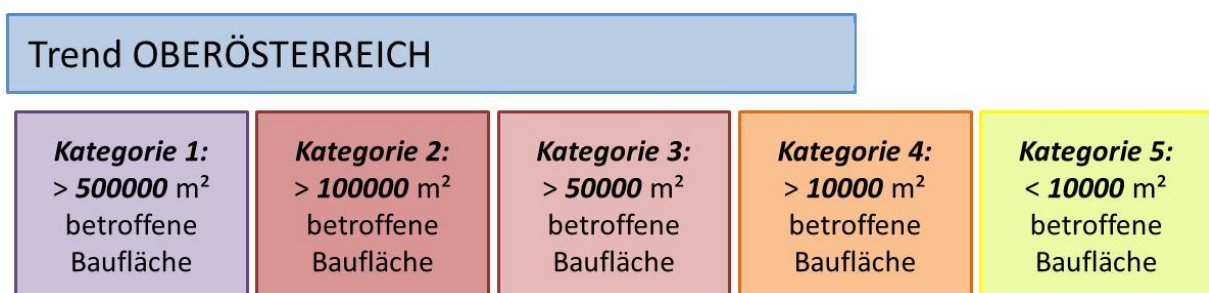 Trend OBERÖSTERREICH
Kategorie 1:
> 500000 m²
betroffene
Baufläche
Kategorie 2:
> 100000 m²
betroffene
Baufläche
Kategorie 3:
> 50000 m²
betroffene
Baufläche
Kategorie 4:
> 10000 m²
betroffene
Baufläche
Kategorie 5:
< 10000 m²
betroffene
Baufläche